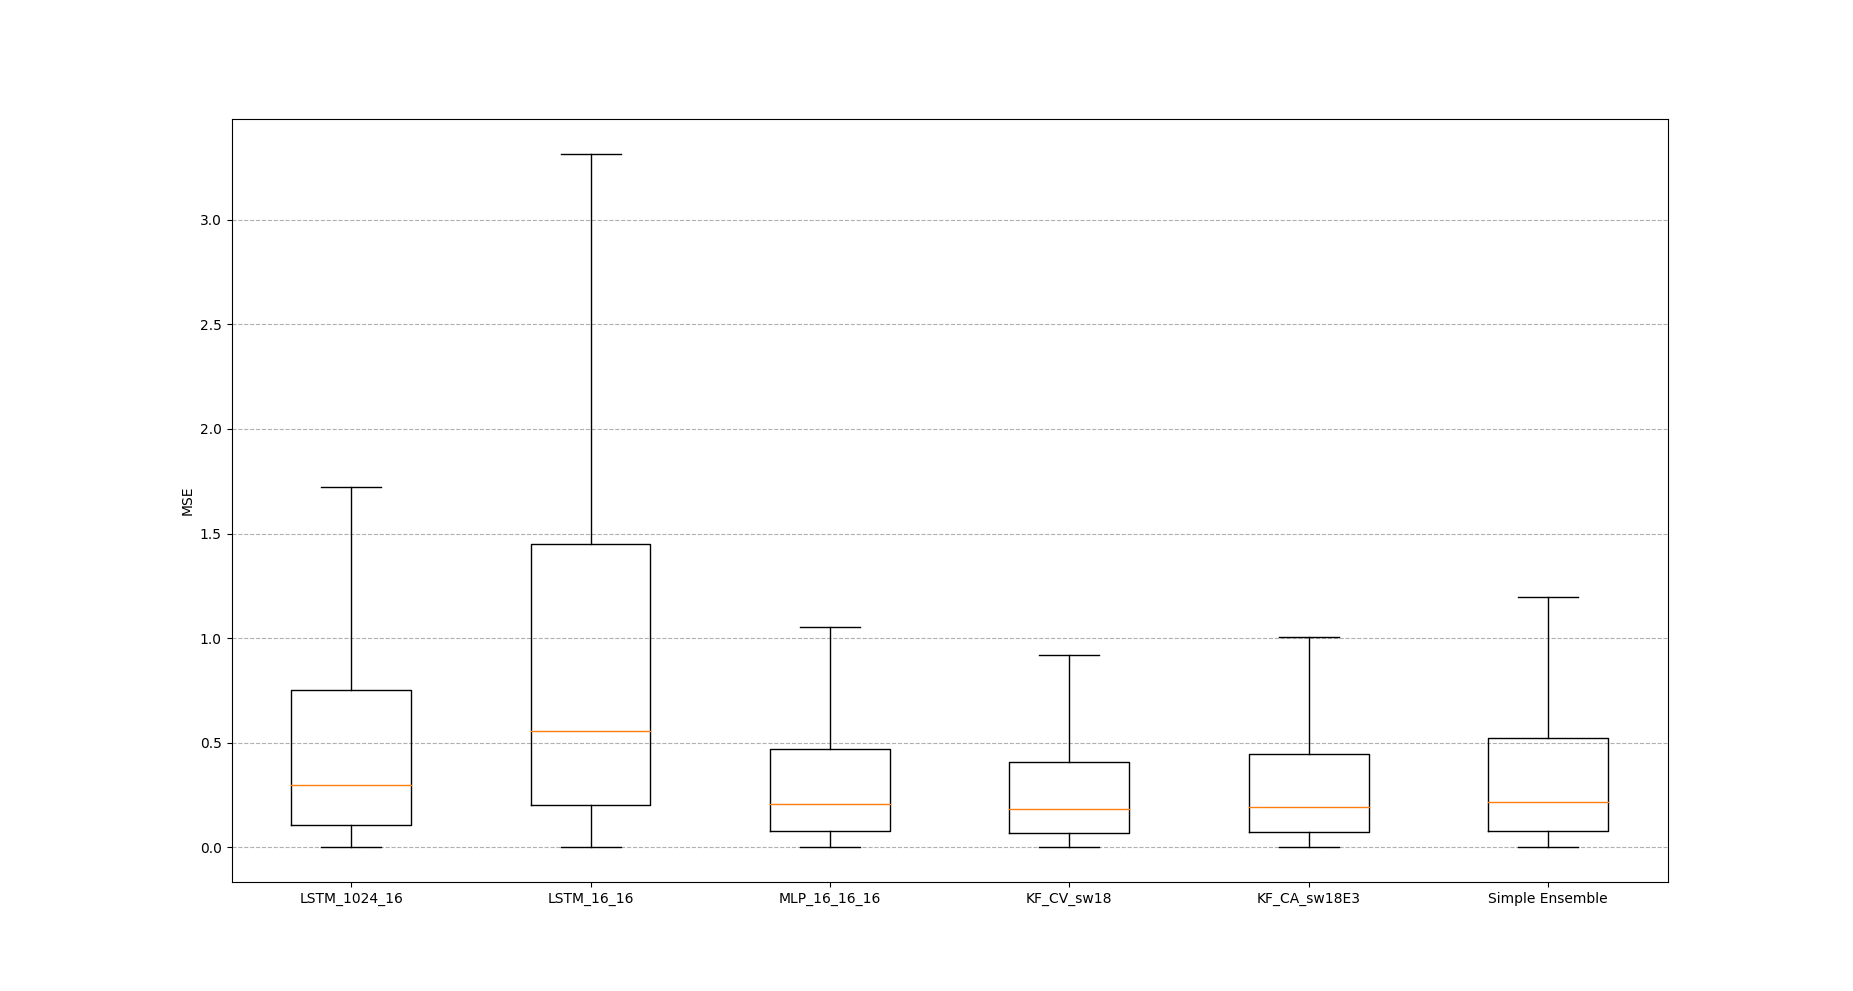 3.0
2.5
2.0
1.5
1.0
0.5
0.0
MSE
LSTM_1024_16
LSTM_16_16
MLP_16_16_16
KF_CV_sw18
KF_CA_sw18E3
Simple Ensemble